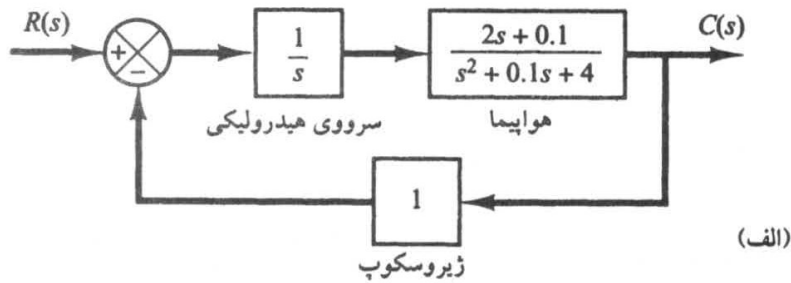 R(s)
C(s)
+
−
1
s
2s + 0.1
s² + 0.1s + 4
سرووی هیدرولیکی
هواپیما
1
ژیروسکوپ
(الف)